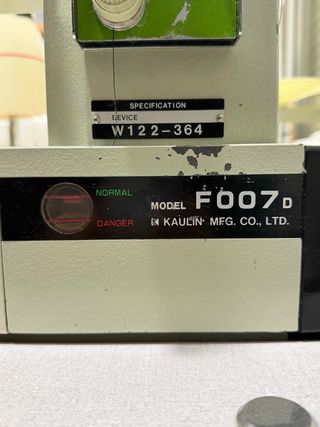 SPECIFICATION
DEVICE
W122-364
NORMAL
DANGER
MODEL F007D
KAULIN MFG. CO., LTD.